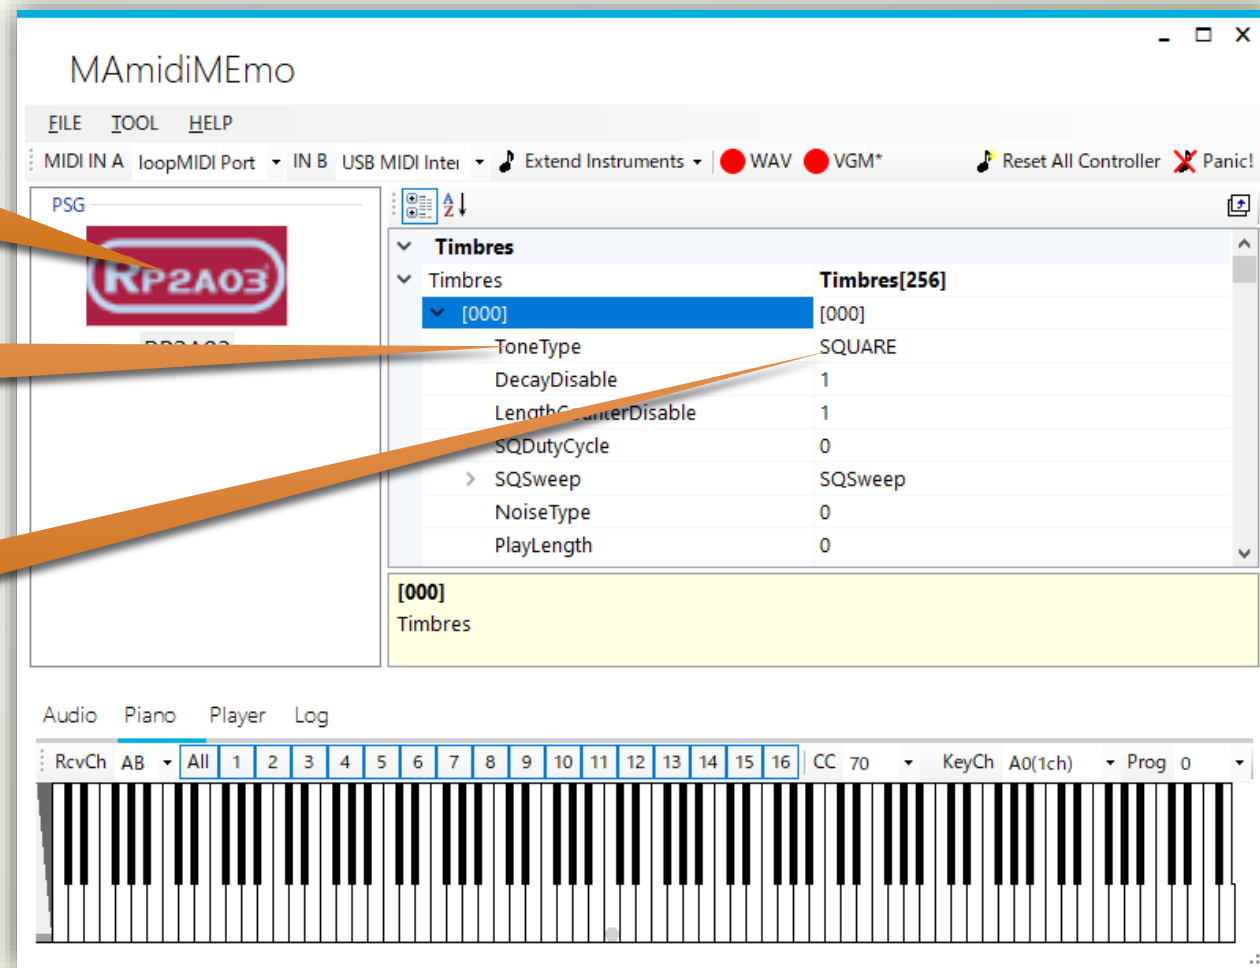 MAmidiMEmo
FILE TOOL HELP
MIDI IN A loopMIDI Port IN B USB MIDI Inter Extend Instruments WAV VGM* Reset All Controller Panic!
PSG
RP2A03
RP2A03
Timbres
Timbres Timbres[256]
[000] [000]
ToneType SQUARE
DecayDisable 1
LengthCounterDisable 1
SQDutyCycle 0
SQSweep SQSweep
NoiseType 0
PlayLength 0
[000]
Timbres
Audio Piano Player Log
RcvCh AB All 1 2 3 4 5 6 7 8 9 10 11 12 13 14 15 16 CC 70 KeyCh A0(1ch) Prog 0